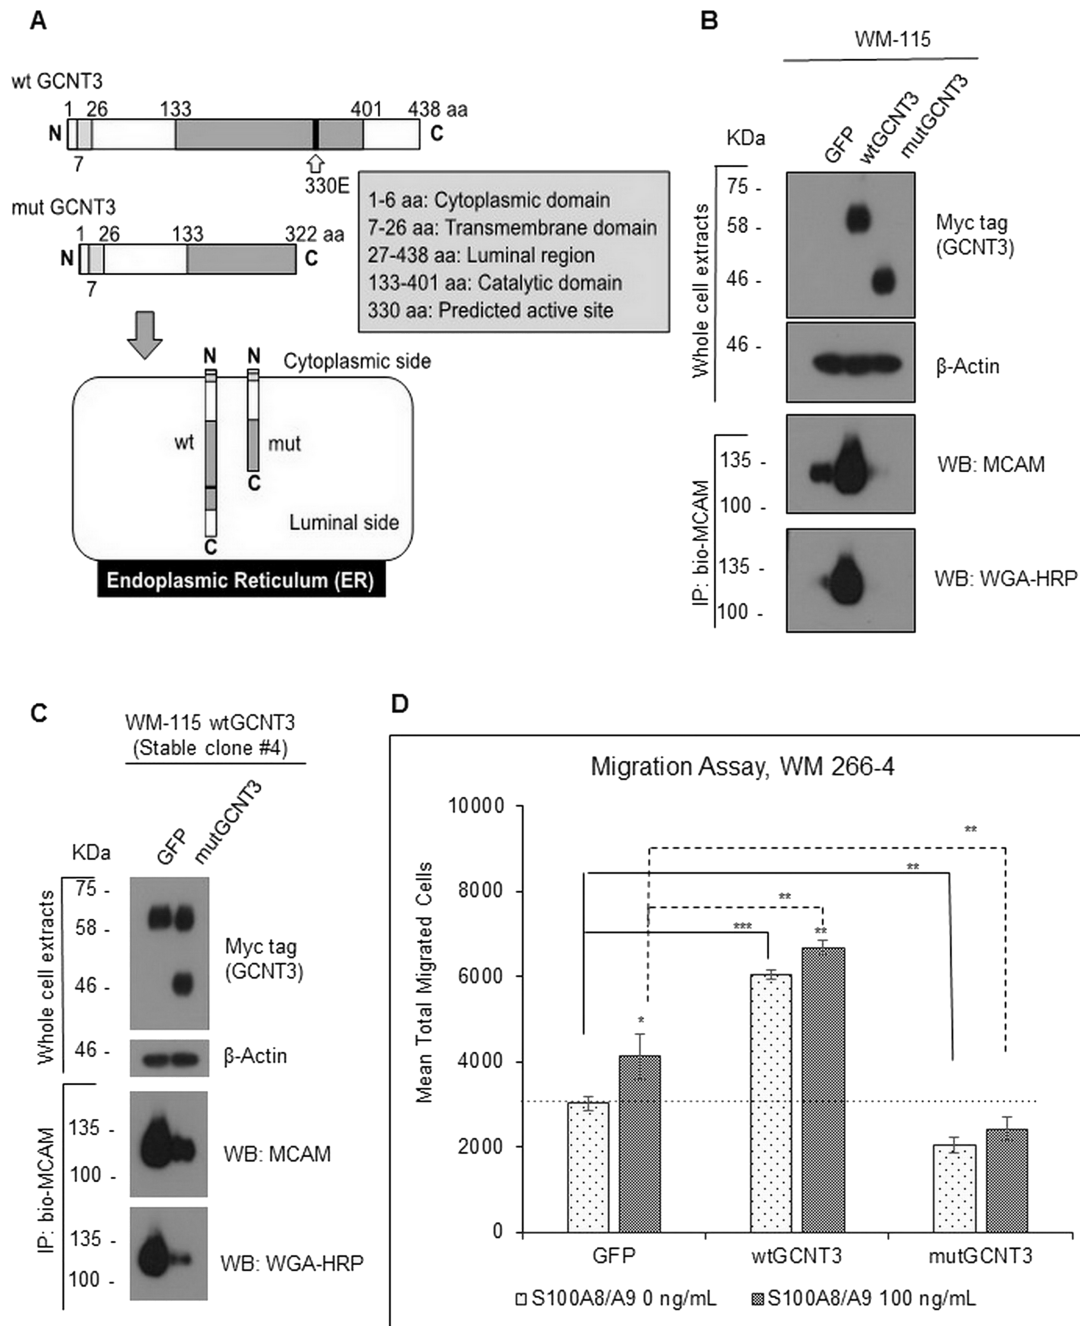 A
wt GCNT3
1 26 133 401 438 aa
N C
7
330E
mut GCNT3
1 26 133 322 aa
N C
7
1-6 aa: Cytoplasmic domain
7-26 aa: Transmembrane domain
27-438 aa: Luminal region
133-401 aa: Catalytic domain
330 aa: Predicted active site
N N Cytoplasmic side
wt mut
C
Luminal side
C
Endoplasmic Reticulum (ER)
B
WM-115
KDa
GFP
wtGCNT3
mutGCNT3
Whole cell extracts
75 -
58 -
46 -
Myc tag
(GCNT3)
46 -
β-Actin
IP: bio-MCAM
135 -
100 -
WB: MCAM
135 -
100 -
WB: WGA-HRP
C
WM-115 wtGCNT3
(Stable clone #4)
KDa
GFP
mutGCNT3
Whole cell extracts
75 -
58 -
46 -
Myc tag
(GCNT3)
46 -
β-Actin
IP: bio-MCAM
135 -
100 -
WB: MCAM
135 -
100 -
WB: WGA-HRP
D
Migration Assay, WM 266-4
Mean Total Migrated Cells
10000
8000
6000
4000
2000
0
**
**
**
***
**
*
GFP wtGCNT3 mutGCNT3
S100A8/A9 0 ng/mL S100A8/A9 100 ng/mL